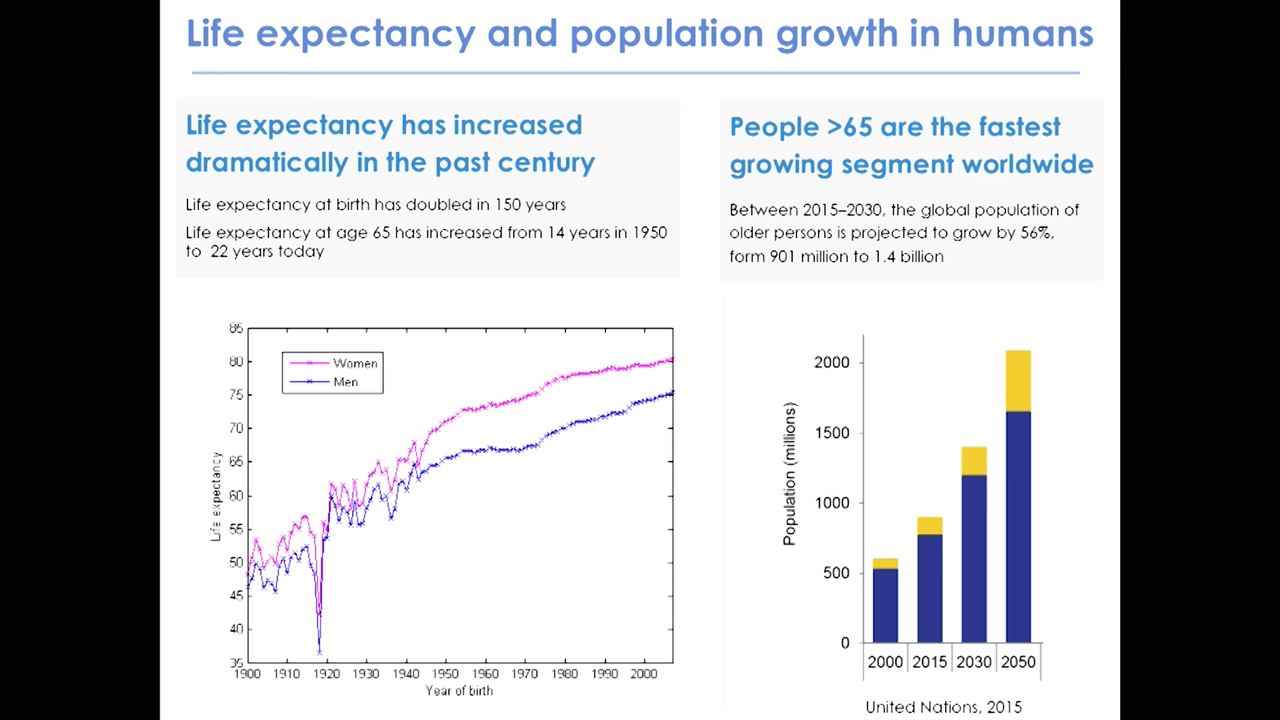 Life expectancy and population growth in humans
Life expectancy has increased
dramatically in the past century
Life expectancy at birth has doubled in 150 years
Life expectancy at age 65 has increased from 14 years in 1950
to 22 years today
People >65 are the fastest
growing segment worldwide
Between 2015–2030, the global population of
older persons is projected to grow by 56%,
form 901 million to 1.4 billion
85
80
75
70
65
60
55
50
45
40
35
Life expectancy
Women
Men
1900 1910 1920 1930 1940 1950 1960 1970 1980 1990 2000
Year of birth
Population (millions)
2000
1500
1000
500
0
2000 2015 2030 2050
United Nations, 2015